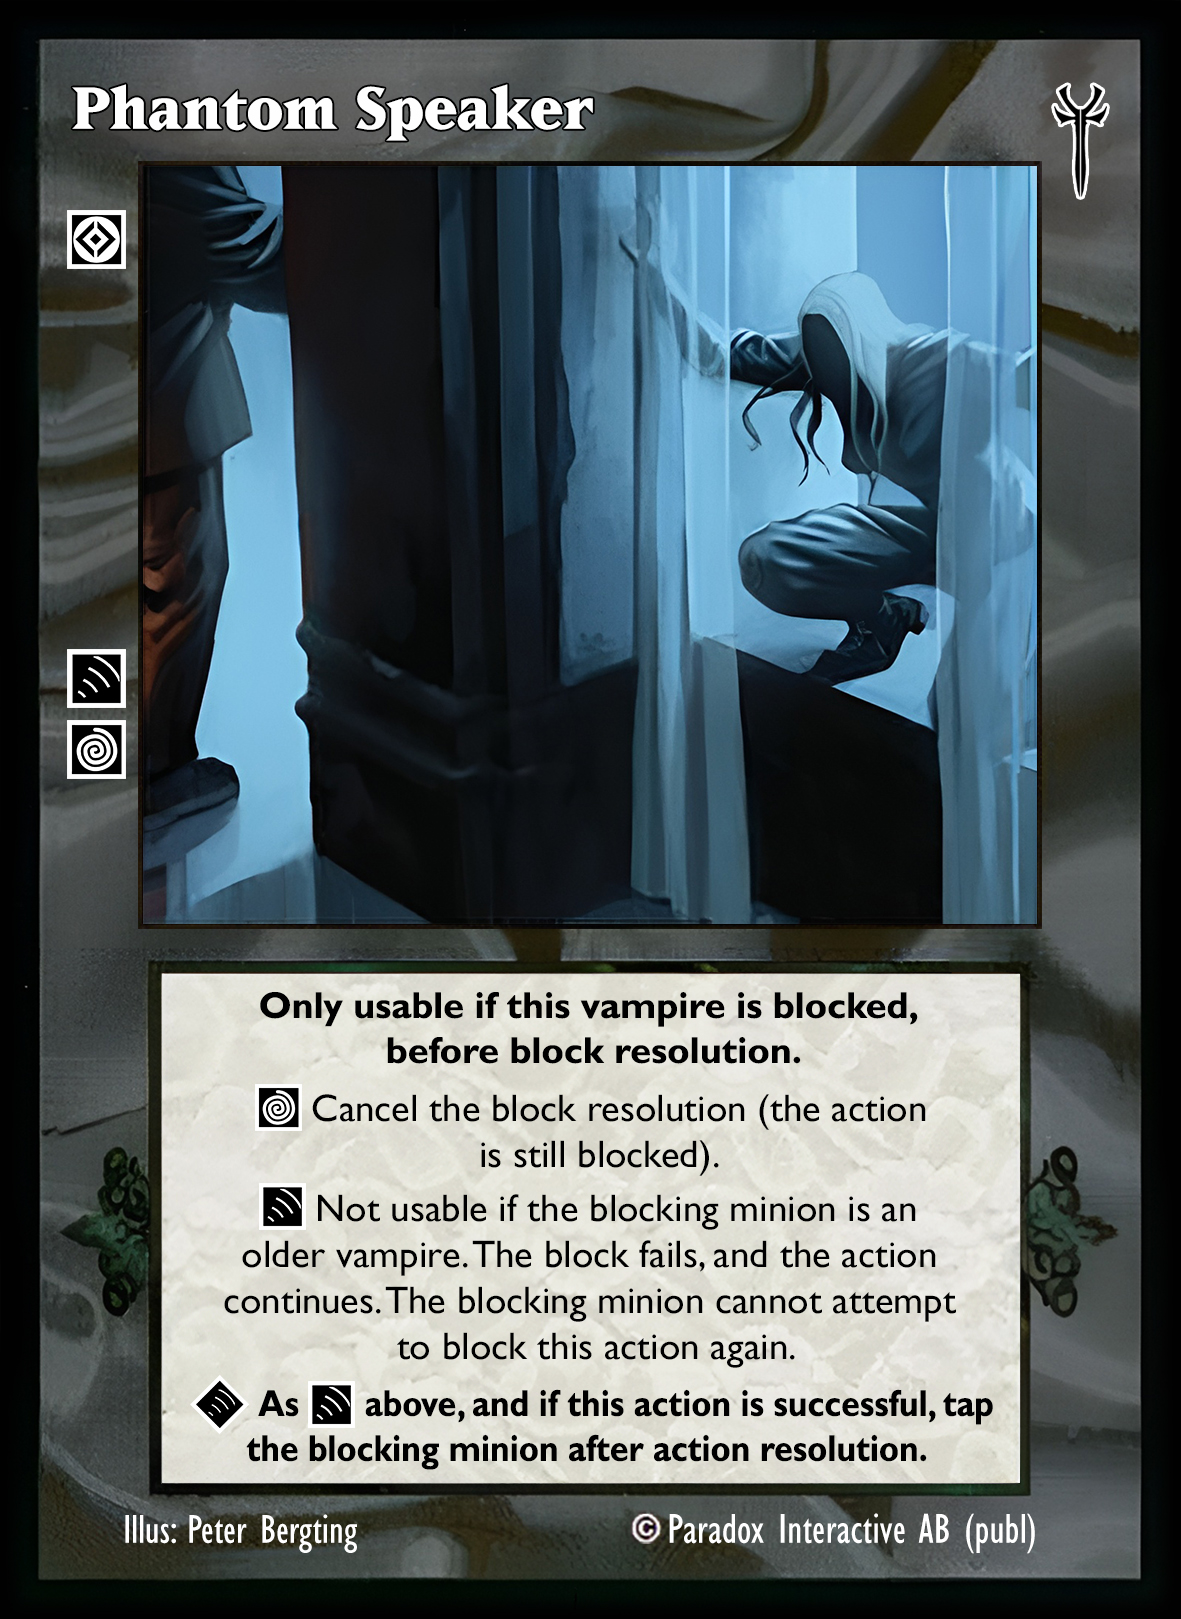 Phantom Speaker
Only usable if this vampire is blocked,
before block resolution.
Cancel the block resolution (the action
is still blocked).
Not usable if the blocking minion is an
older vampire. The block fails, and the action
continues. The blocking minion cannot attempt
to block this action again.
As above, and if this action is successful, tap
the blocking minion after action resolution.
Illus: Peter Bergting
© Paradox Interactive AB (publ)